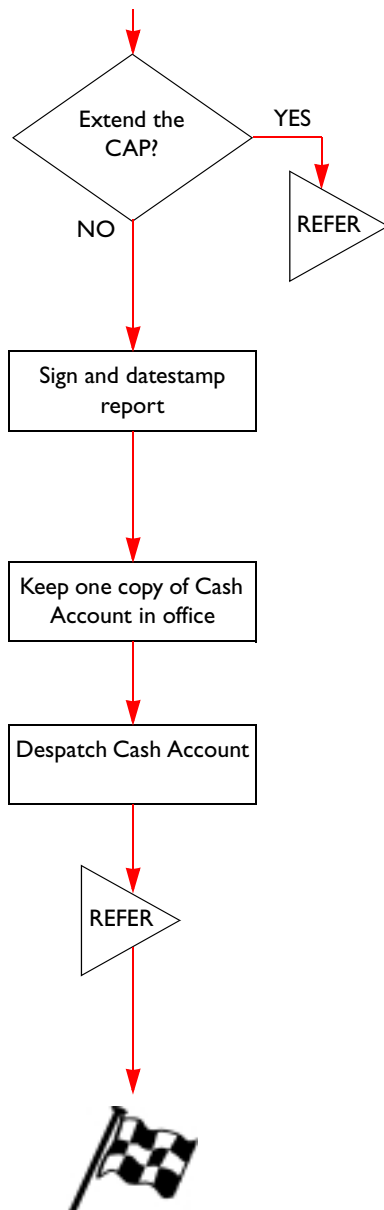 Extend the
CAP?
YES
REFER
NO
Sign and datestamp
report
Keep one copy of Cash
Account in office
Despatch Cash Account
REFER